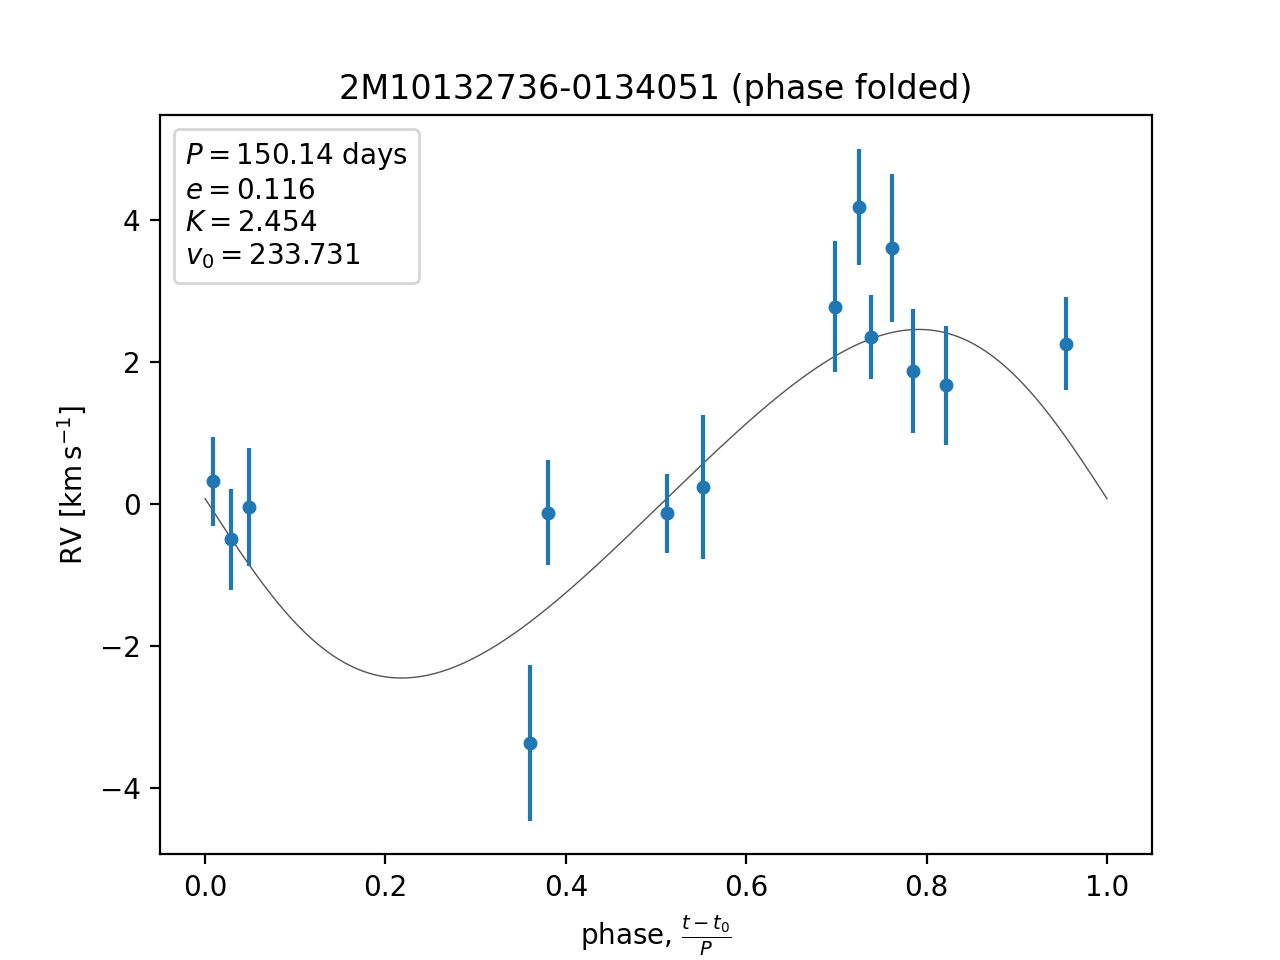 2M10132736-0134051 (phase folded)
P = 150.14 days
e = 0.116
K = 2.454
v₀ = 233.731
4
2
0
−2
−4
RV [km s⁻¹]
0.0 0.2 0.4 0.6 0.8 1.0
phase, (t − t₀)/P